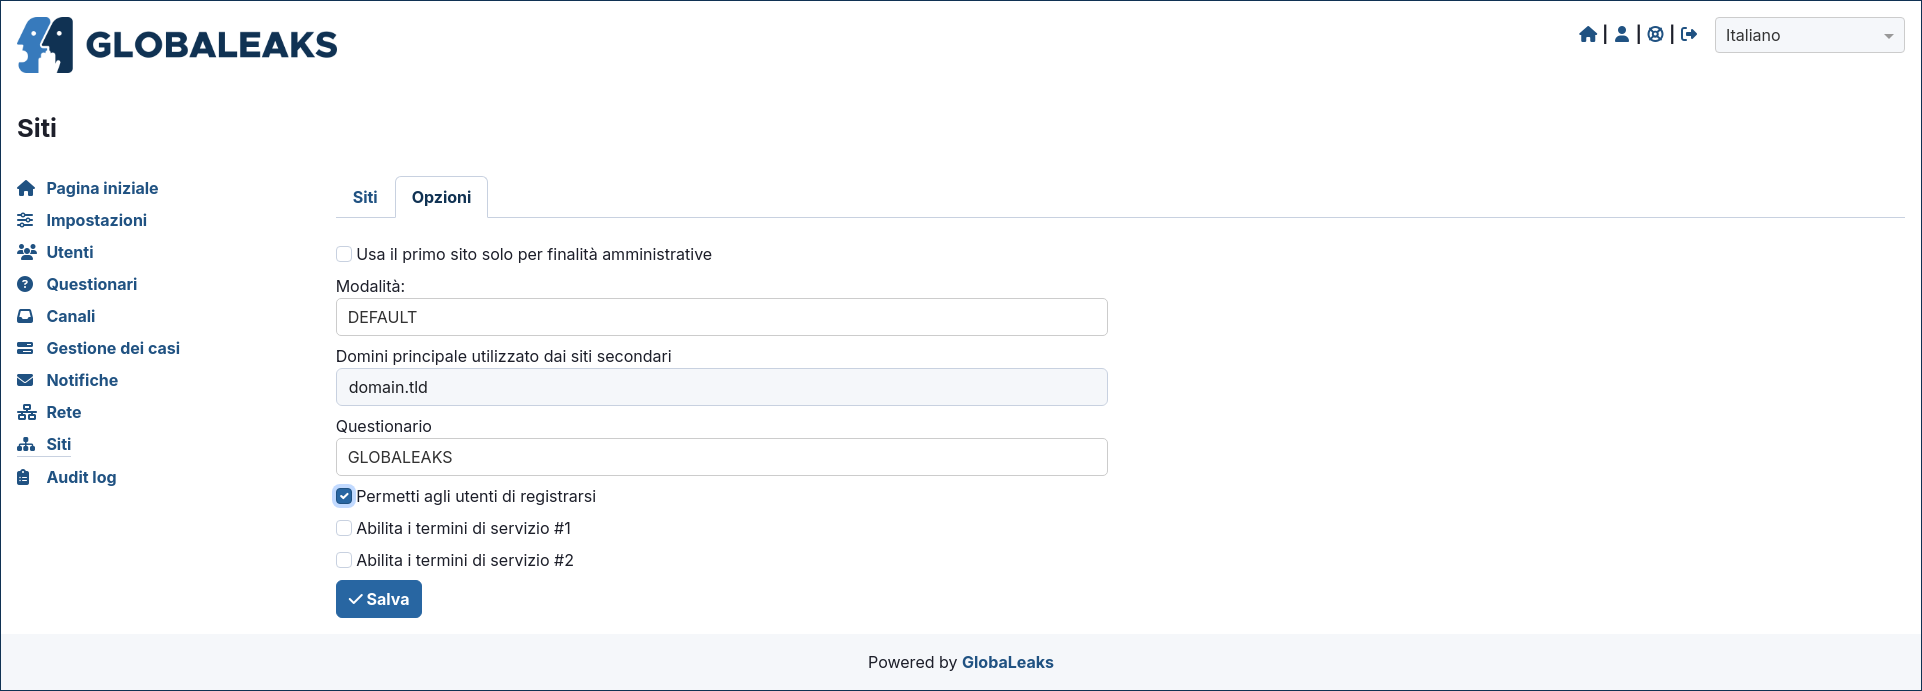 GLOBALEAKS
Italiano
Siti
Pagina iniziale
Impostazioni
Utenti
Questionari
Canali
Gestione dei casi
Notifiche
Rete
Siti
Audit log
Siti
Opzioni
Usa il primo sito solo per finalità amministrative
Modalità:
DEFAULT
Domini principale utilizzato dai siti secondari
domain.tld
Questionario
GLOBALEAKS
Permetti agli utenti di registrarsi
Abilita i termini di servizio #1
Abilita i termini di servizio #2
Salva
Powered by GlobaLeaks